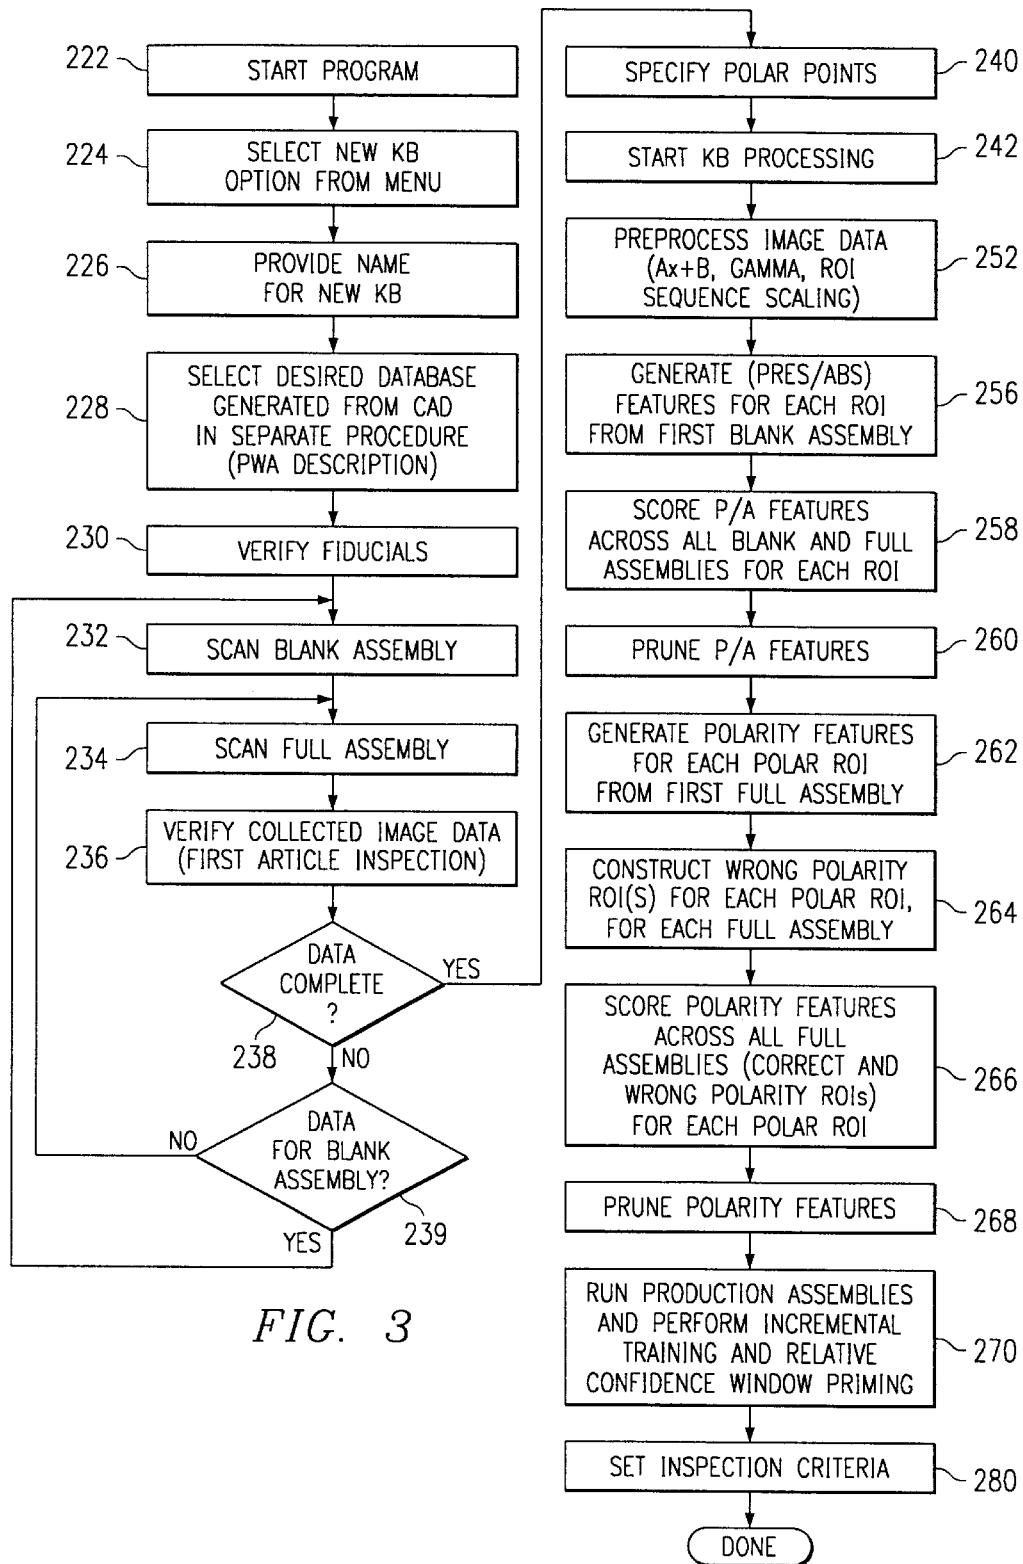 222
START PROGRAM
224
SELECT NEW KB
OPTION FROM MENU
226
PROVIDE NAME
FOR NEW KB
228
SELECT DESIRED DATABASE
GENERATED FROM CAD
IN SEPARATE PROCEDURE
(PWA DESCRIPTION)
230
VERIFY FIDUCIALS
232
SCAN BLANK ASSEMBLY
234
SCAN FULL ASSEMBLY
236
VERIFY COLLECTED IMAGE DATA
(FIRST ARTICLE INSPECTION)
DATA
COMPLETE
?
YES
238
NO
DATA
FOR BLANK
ASSEMBLY?
NO
239
YES
FIG. 3
SPECIFY POLAR POINTS
240
START KB PROCESSING
242
PREPROCESS IMAGE DATA
(Ax+B, GAMMA, ROI
SEQUENCE SCALING)
252
GENERATE (PRES/ABS)
FEATURES FOR EACH ROI
FROM FIRST BLANK ASSEMBLY
256
SCORE P/A FEATURES
ACROSS ALL BLANK AND FULL
ASSEMBLIES FOR EACH ROI
258
PRUNE P/A FEATURES
260
GENERATE POLARITY FEATURES
FOR EACH POLAR ROI
FROM FIRST FULL ASSEMBLY
262
CONSTRUCT WRONG POLARITY
ROI(S) FOR EACH POLAR ROI,
FOR EACH FULL ASSEMBLY
264
SCORE POLARITY FEATURES
ACROSS ALL FULL
ASSEMBLIES (CORRECT AND
WRONG POLARITY ROIs)
FOR EACH POLAR ROI
266
PRUNE POLARITY FEATURES
268
RUN PRODUCTION ASSEMBLIES
AND PERFORM INCREMENTAL
TRAINING AND RELATIVE
CONFIDENCE WINDOW PRIMING
270
SET INSPECTION CRITERIA
280
DONE